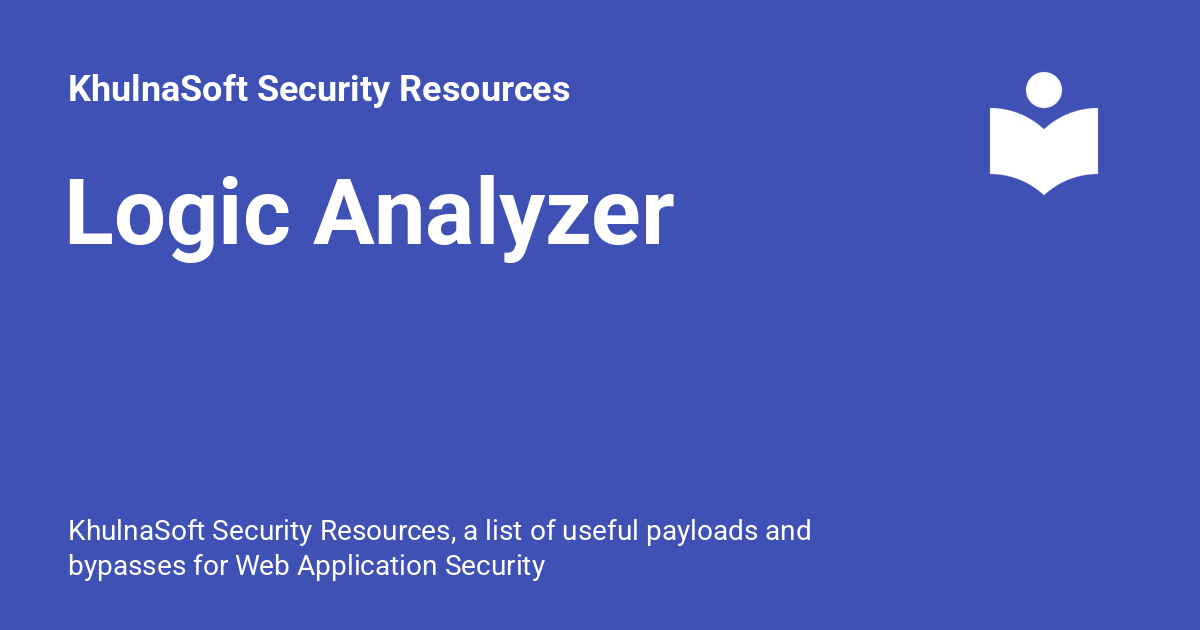 KhulnaSoft Security Resources
Logic Analyzer
KhulnaSoft Security Resources, a list of useful payloads and
bypasses for Web Application Security